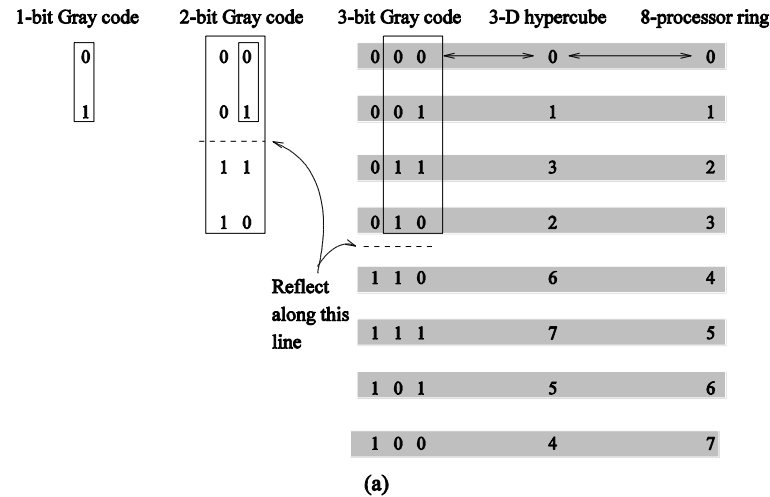 1-bit Gray code 2-bit Gray code 3-bit Gray code 3-D hypercube 8-processor ring
0 0 0 0 0 0 0 0
1 0 1 0 0 1 1 1
1 1 0 1 1 3 2
1 0 0 1 0 2 3
1 1 0 6 4
Reflect
along this
line
1 1 1 7 5
1 0 1 5 6
1 0 0 4 7
(a)